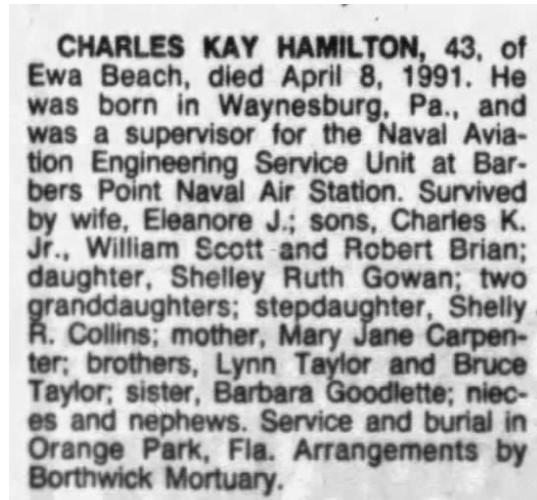 CHARLES KAY HAMILTON, 43, of
Ewa Beach, died April 8, 1991. He
was born in Waynesburg, Pa., and
was a supervisor for the Naval Avia-
tion Engineering Service Unit at Bar-
bers Point Naval Air Station. Survived
by wife, Eleanore J.; sons, Charles K.
Jr., William Scott and Robert Brian;
daughter, Shelley Ruth Gowan; two
granddaughters; stepdaughter, Shelly
R. Collins; mother, Mary Jane Carpen-
ter; brothers, Lynn Taylor and Bruce
Taylor; sister, Barbara Goodlette; niec-
es and nephews. Service and burial in
Orange Park, Fla. Arrangements by
Borthwick Mortuary.